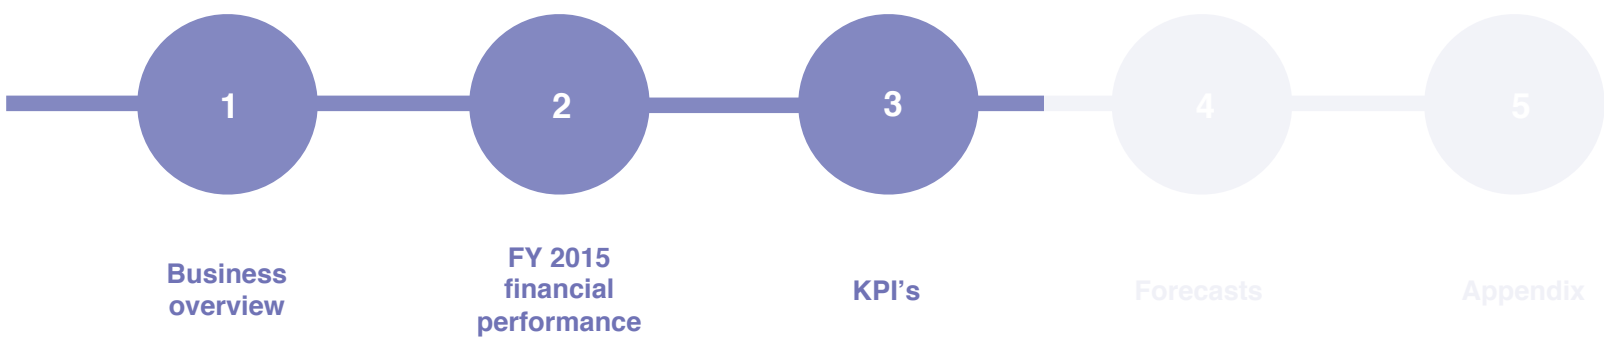 1
2
3
4
5
Business
overview
FY 2015
financial
performance
KPI’s
Forecasts
Appendix